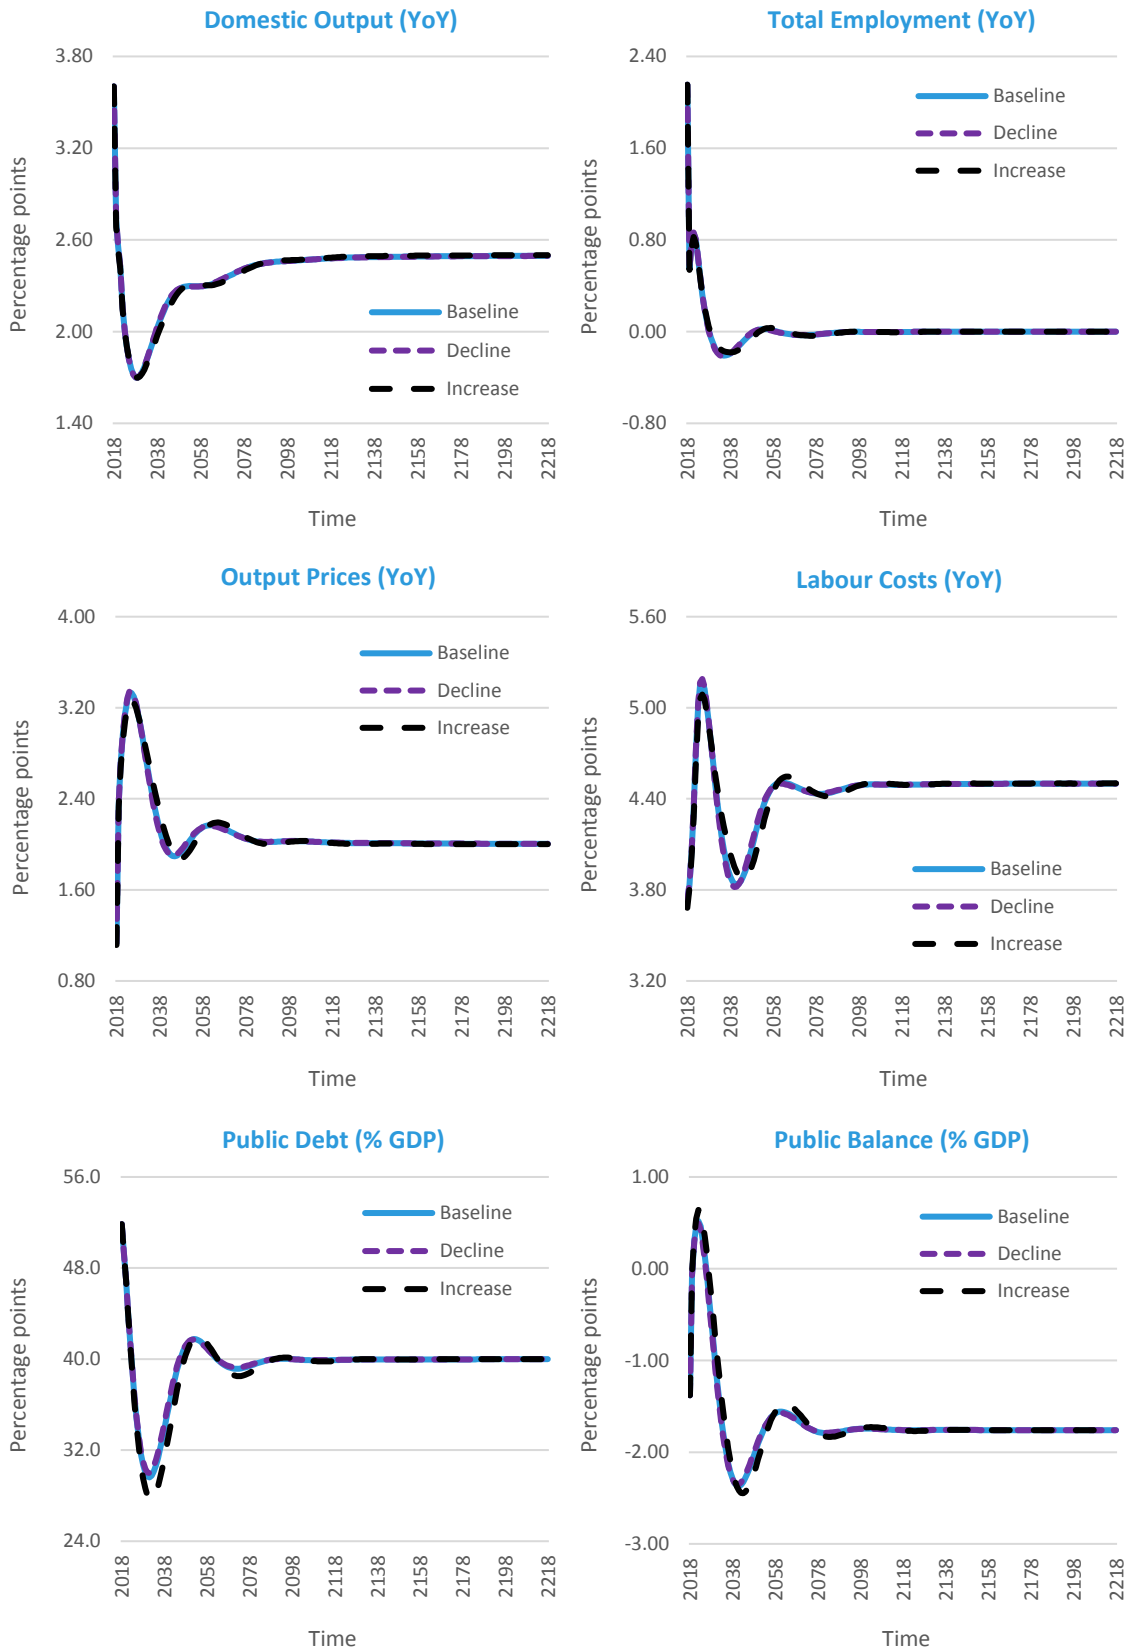 Domestic Output (YoY)
Percentage points
3.80
3.20
2.60
2.00
1.40
Baseline
Decline
Increase
2018 2038 2058 2078 2098 2118 2138 2158 2178 2198 2218
Time
Total Employment (YoY)
Percentage points
2.40
1.60
0.80
0.00
-0.80
Baseline
Decline
Increase
2018 2038 2058 2078 2098 2118 2138 2158 2178 2198 2218
Time
Output Prices (YoY)
Percentage points
4.00
3.20
2.40
1.60
0.80
Baseline
Decline
Increase
2018 2038 2058 2078 2098 2118 2138 2158 2178 2198 2218
Time
Labour Costs (YoY)
Percentage points
5.60
5.00
4.40
3.80
3.20
Baseline
Decline
Increase
2018 2038 2058 2078 2098 2118 2138 2158 2178 2198 2218
Time
Public Debt (% GDP)
Percentage points
56.0
48.0
40.0
32.0
24.0
Baseline
Decline
Increase
2018 2038 2058 2078 2098 2118 2138 2158 2178 2198 2218
Time
Public Balance (% GDP)
Percentage points
1.00
0.00
-1.00
-2.00
-3.00
Baseline
Decline
Increase
2018 2038 2058 2078 2098 2118 2138 2158 2178 2198 2218
Time